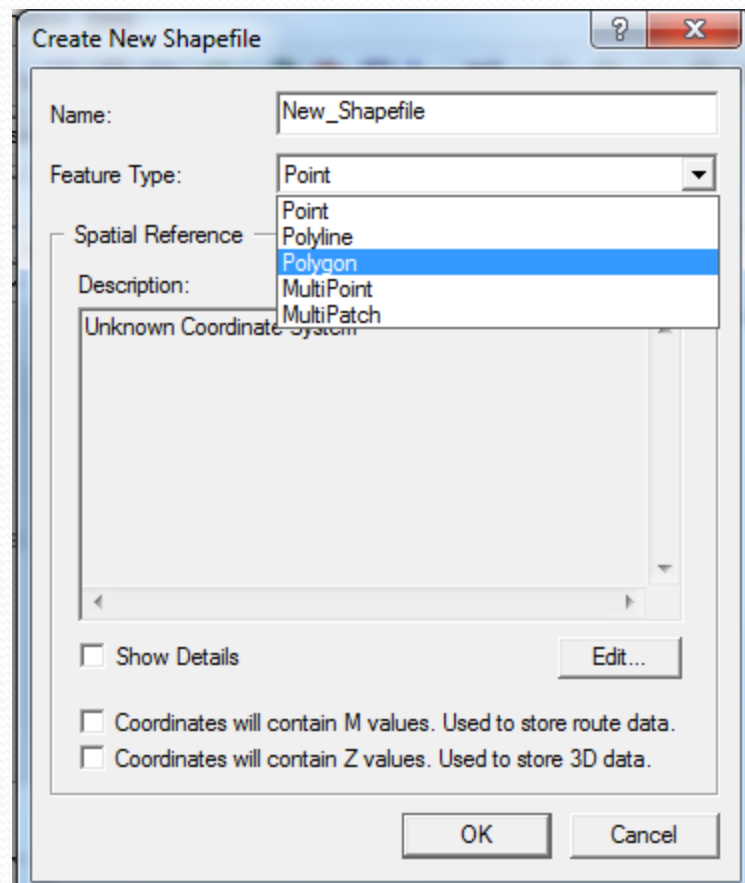 Create New Shapefile
Name: New_Shapefile
Feature Type: Point
Point
Spatial Reference
Polyline
Polygon
Description:
MultiPoint
MultiPatch
Unknown Coordinate System
Show Details
Edit...
Coordinates will contain M values. Used to store route data.
Coordinates will contain Z values. Used to store 3D data.
OK Cancel